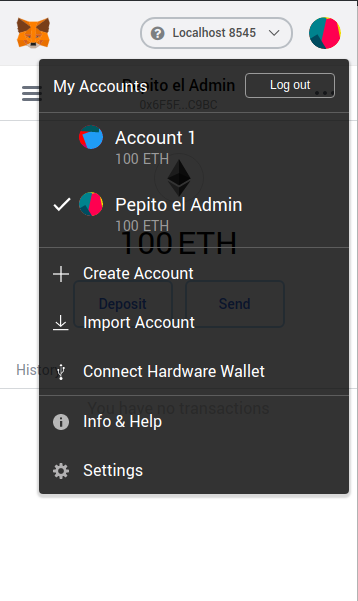 Localhost 8545
My Accounts
Log out
Pepito el Admin
0x6F5F...C9BC
Account 1
100 ETH
Pepito el Admin
100 ETH
100 ETH
Create Account
Deposit
Send
Import Account
History
Connect Hardware Wallet
You have no transactions
Info & Help
Settings